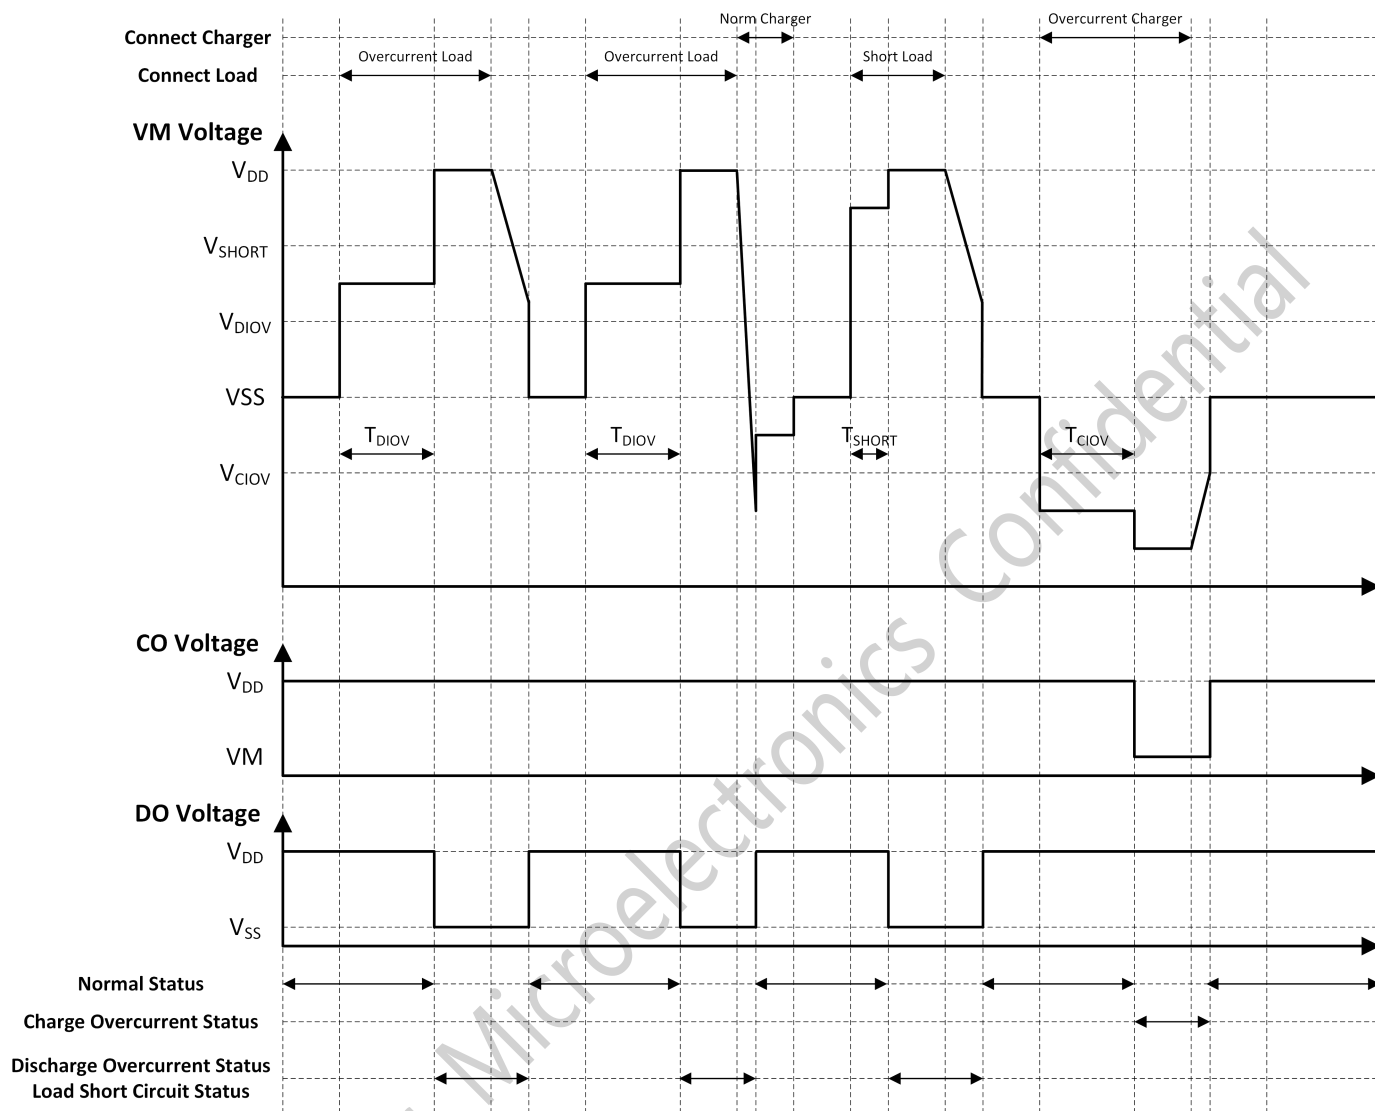 Norm Charger
Overcurrent Charger
Connect Charger
Overcurrent Load
Overcurrent Load
Short Load
Connect Load
VM Voltage
VDD
VSHORT
VDIOV
VSS
TDIOV
TDIOV
TSHORT
TCIOV
VCIOV
CO Voltage
VDD
VM
DO Voltage
VDD
VSS
Normal Status
Charge Overcurrent Status
Discharge Overcurrent Status
Load Short Circuit Status
Microelectronics Confidential